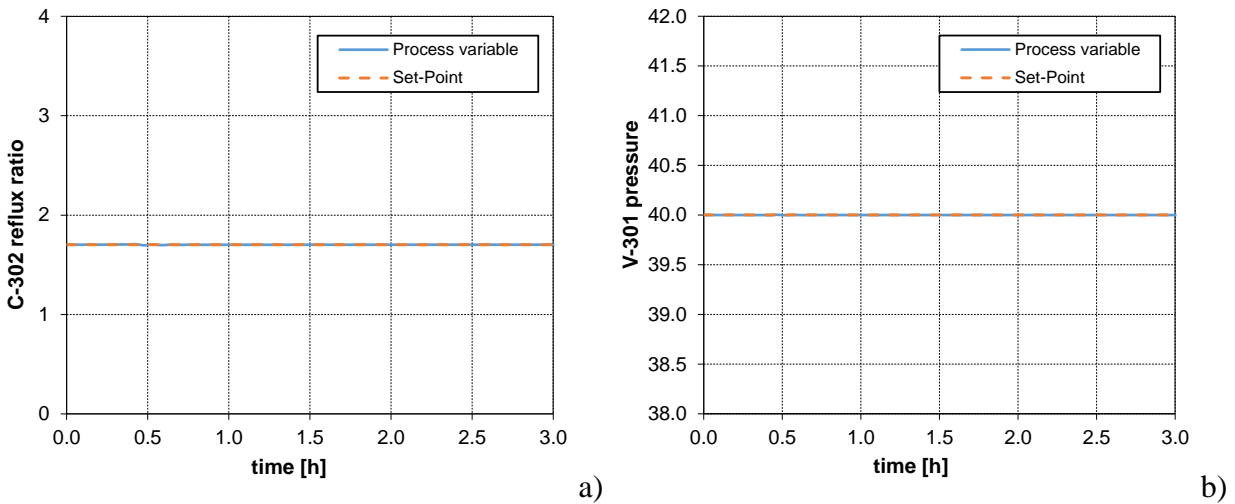 4
3
2
1
0
C-302 reflux ratio
Process variable
Set-Point
0.0 0.5 1.0 1.5 2.0 2.5 3.0
time [h]
a)
42.0
41.5
41.0
40.5
40.0
39.5
39.0
38.5
38.0
V-301 pressure
Process variable
Set-Point
0.0 0.5 1.0 1.5 2.0 2.5 3.0
time [h]
b)